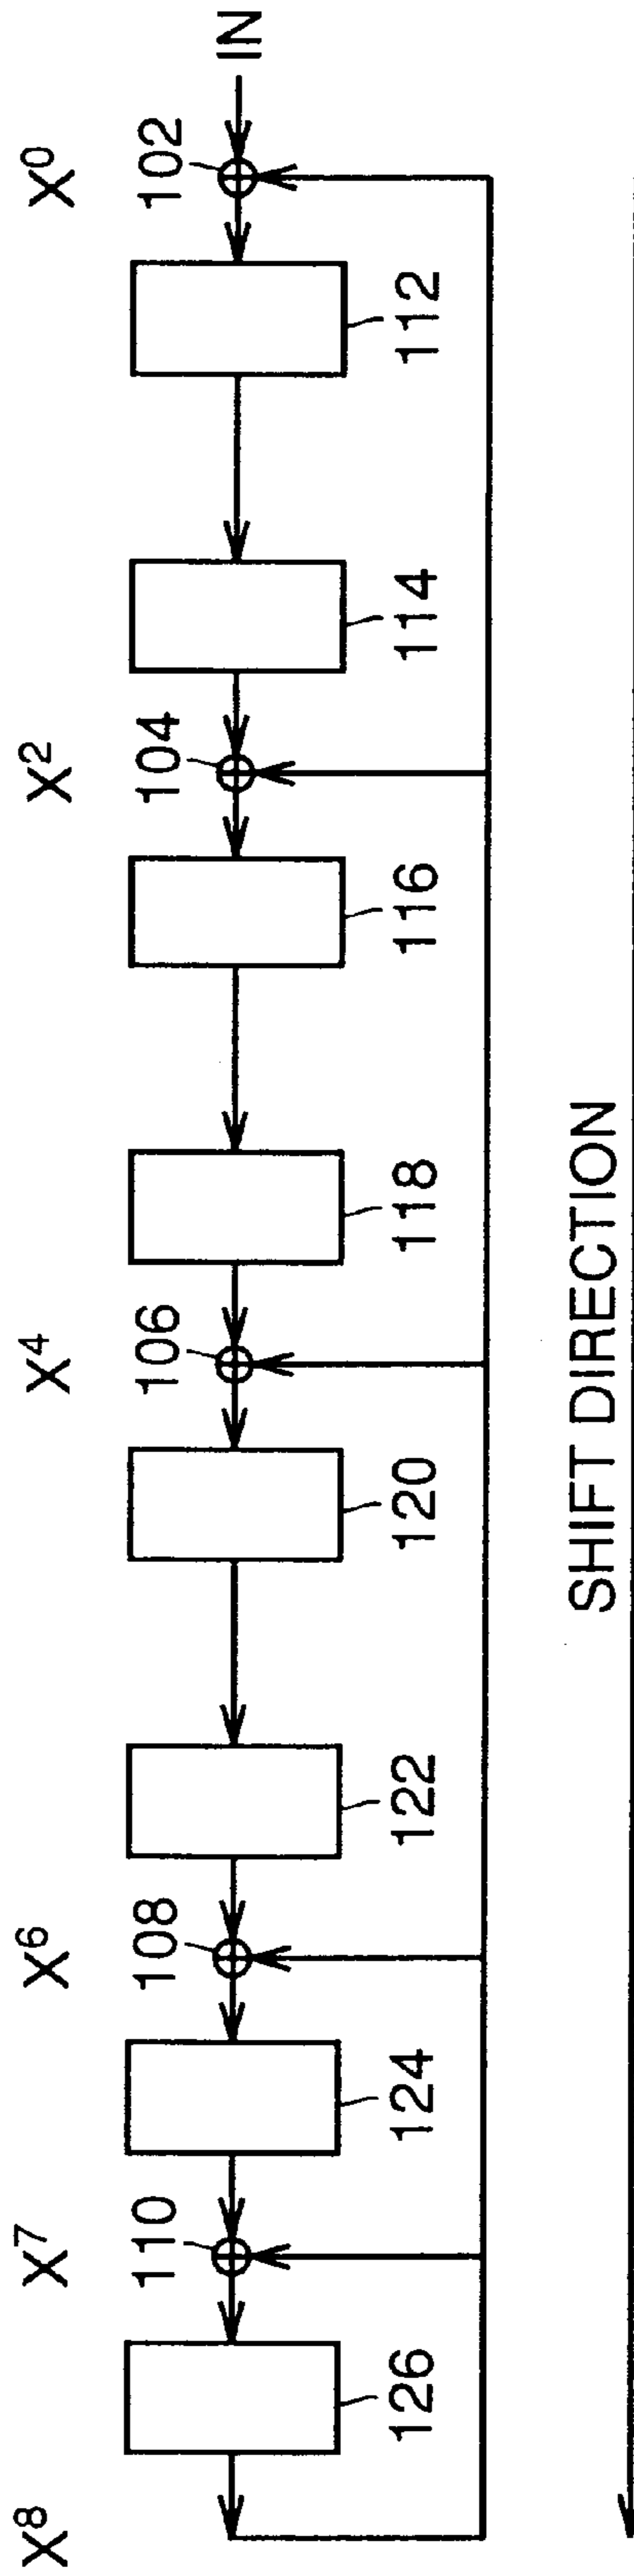 X⁸ X⁷ X⁶ X⁴ X² X⁰
110 108 106 104 102
IN
126 124 122 120 118 116 114 112
SHIFT DIRECTION